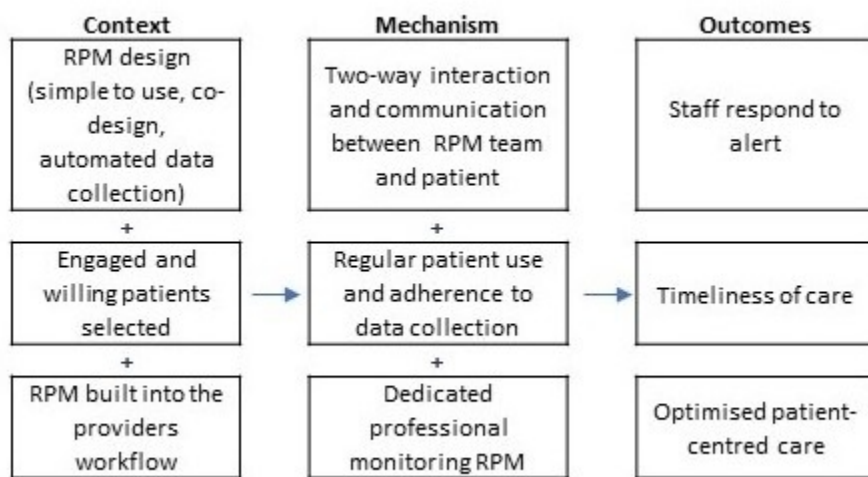 Context
RPM design
(simple to use, co-
design,
automated data
collection)
+
Engaged and
willing patients
selected
+
RPM built into the
providers
workflow
Mechanism
Two-way interaction
and communication
between RPM team
and patient
+
Regular patient use
and adherence to
data collection
+
Dedicated
professional
monitoring RPM
Outcomes
Staff respond to
alert
Timeliness of care
Optimised patient-
centred care